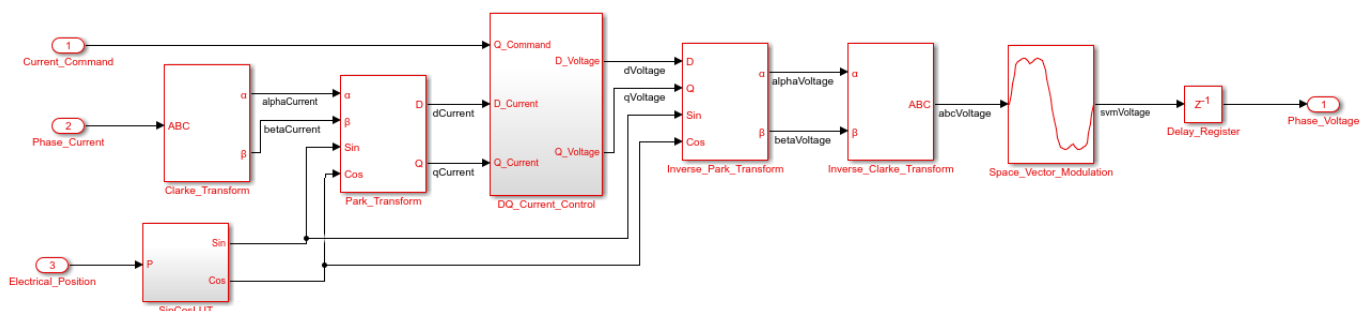 1
Current_Command
2
Phase_Current
ABC
α
β
Clarke_Transform
alphaCurrent
betaCurrent
α
β
Sin
Cos
D
Q
Park_Transform
dCurrent
qCurrent
Q_Command
D_Current
Q_Current
D_Voltage
Q_Voltage
DQ_Current_Control
dVoltage
qVoltage
D
Q
Sin
Cos
α
β
Inverse_Park_Transform
alphaVoltage
betaVoltage
α
β
ABC
Inverse_Clarke_Transform
abcVoltage
Space_Vector_Modulation
svmVoltage
z⁻¹
Delay_Register
1
Phase_Voltage
3
Electrical_Position
P
Sin
Cos
SinCosLUT